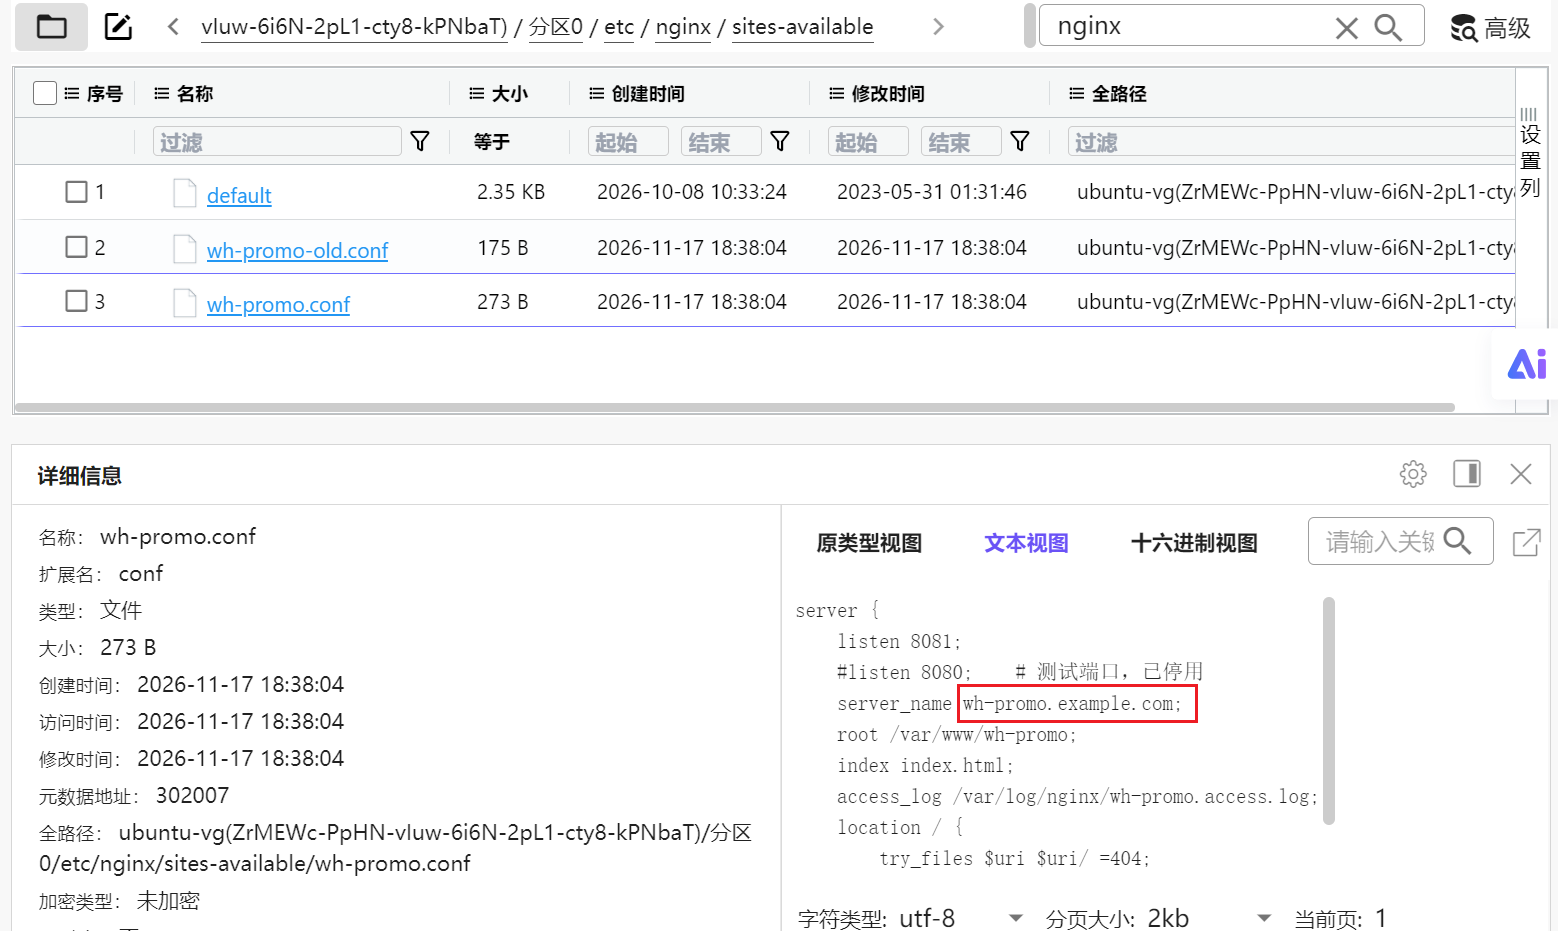 vIuw-6i6N-2pL1-cty8-kPNbaT) / 分区0 / etc / nginx / sites-available
nginx
高级
序号 名称 大小 创建时间 修改时间 全路径
过滤 等于 起始 结束 起始 结束 过滤
设置列
1 default 2.35 KB 2026-10-08 10:33:24 2023-05-31 01:31:46 ubuntu-vg(ZrMEWc-PpHN-vIuw-6i6N-2pL1-cty8
2 wh-promo-old.conf 175 B 2026-11-17 18:38:04 2026-11-17 18:38:04 ubuntu-vg(ZrMEWc-PpHN-vIuw-6i6N-2pL1-cty8
3 wh-promo.conf 273 B 2026-11-17 18:38:04 2026-11-17 18:38:04 ubuntu-vg(ZrMEWc-PpHN-vIuw-6i6N-2pL1-cty8
Ai
详细信息
名称： wh-promo.conf
扩展名： conf
类型： 文件
大小： 273 B
创建时间： 2026-11-17 18:38:04
访问时间： 2026-11-17 18:38:04
修改时间： 2026-11-17 18:38:04
元数据地址： 302007
全路径： ubuntu-vg(ZrMEWc-PpHN-vIuw-6i6N-2pL1-cty8-kPNbaT)/分区
0/etc/nginx/sites-available/wh-promo.conf
加密类型： 未加密
原类型视图 文本视图 十六进制视图 请输入关键
server {
listen 8081;
#listen 8080; # 测试端口，已停用
server_name wh-promo.example.com;
root /var/www/wh-promo;
index index.html;
access_log /var/log/nginx/wh-promo.access.log;
location / {
try_files $uri $uri/ =404;
字符类型: utf-8 分页大小: 2kb 当前页: 1